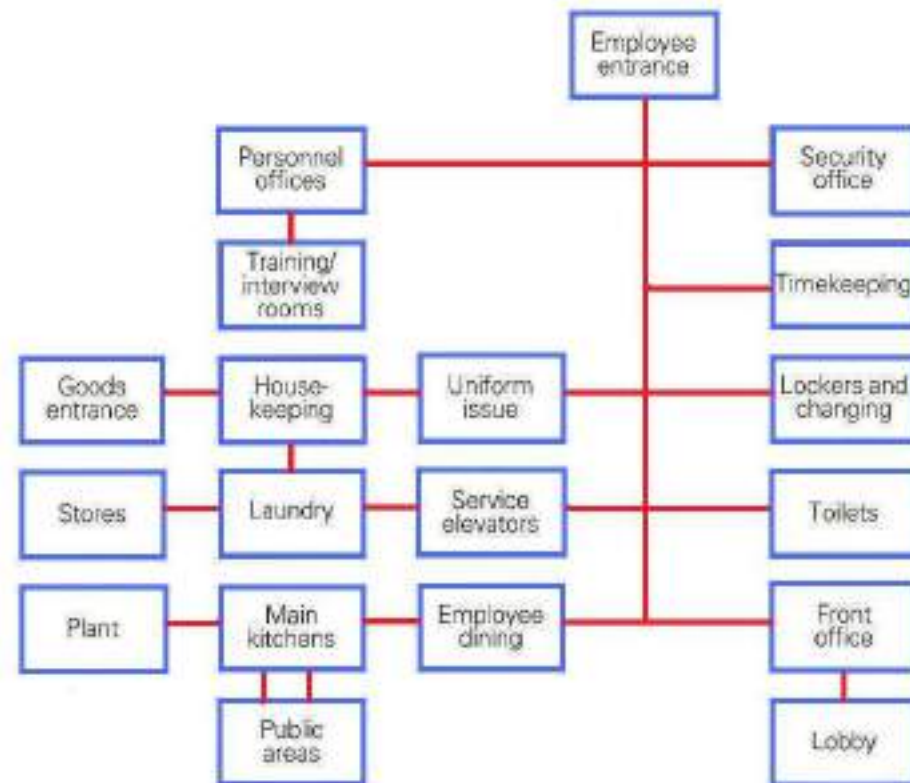 Employee
entrance
Personnel
offices
Security
office
Training/
interview
rooms
Timekeeping
Goods
entrance
House-
keeping
Uniform
issue
Lockers and
changing
Stores
Laundry
Service
elevators
Toilets
Plant
Main
kitchens
Employee
dining
Front
office
Public
areas
Lobby